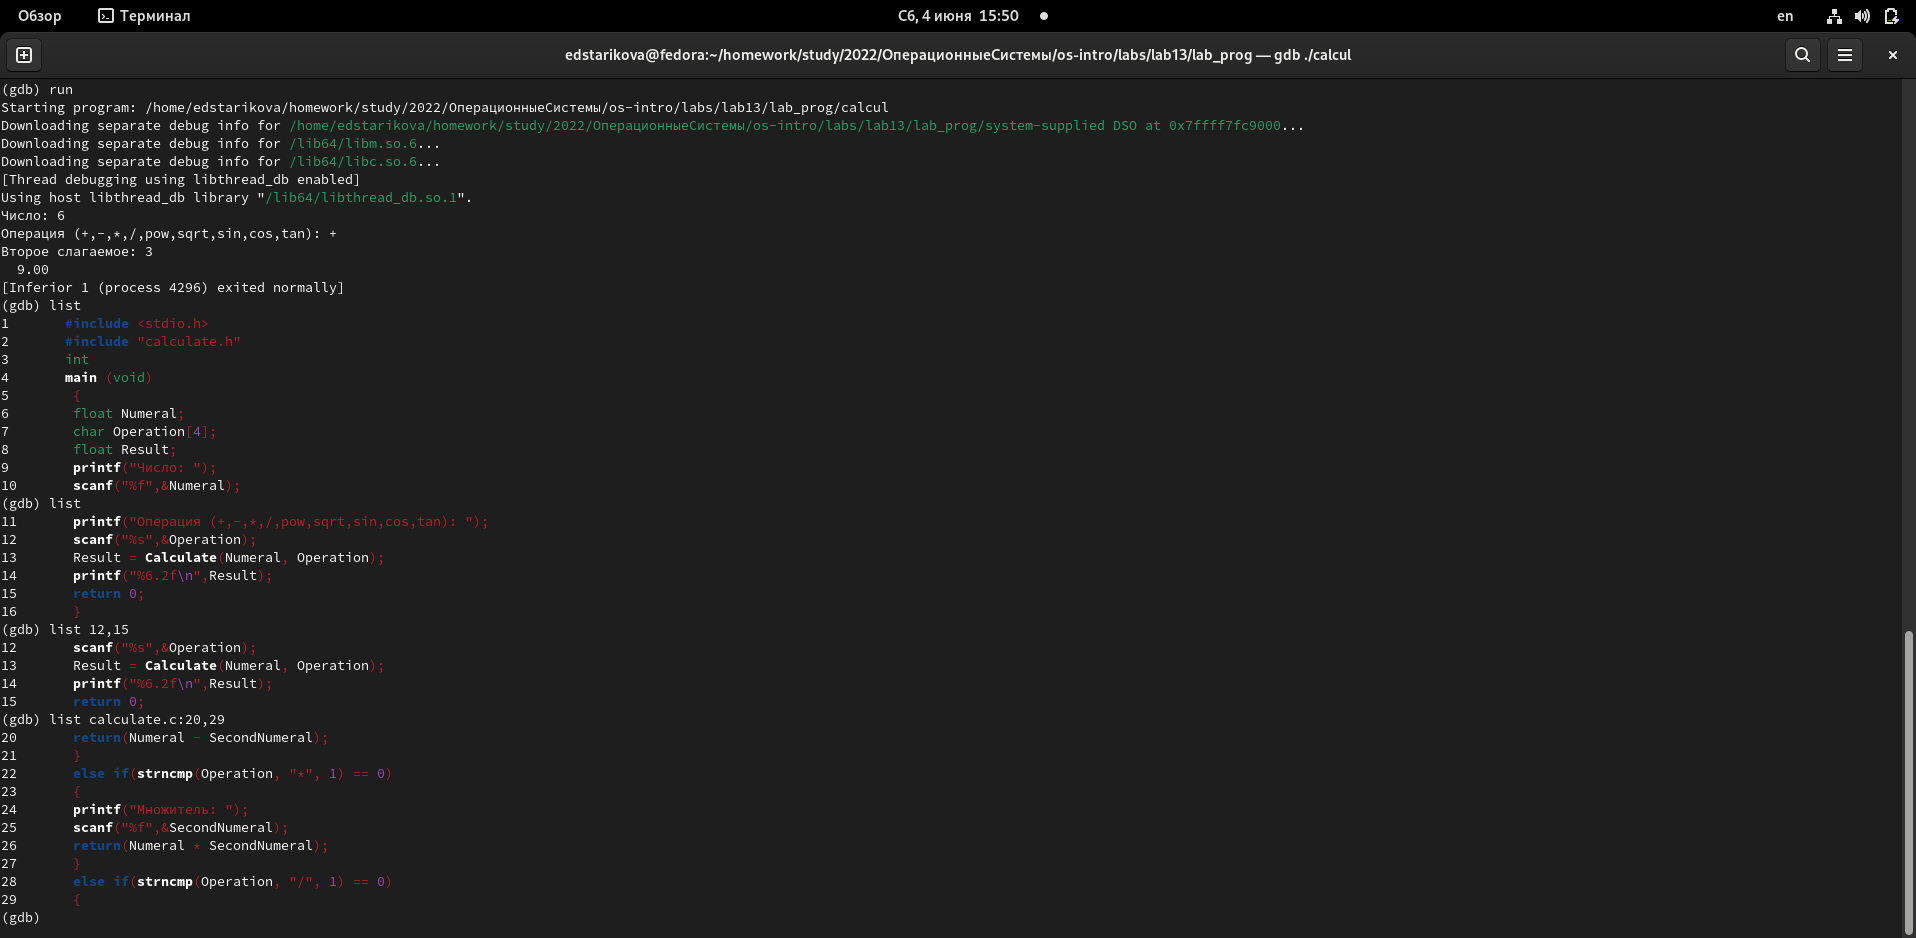 Обзор Терминал Сб, 4 июня 15:50 en
edstarikova@fedora:~/homework/study/2022/ОперационныеСистемы/os-intro/labs/lab13/lab_prog — gdb ./calcul
(gdb) run
Starting program: /home/edstarikova/homework/study/2022/ОперационныеСистемы/os-intro/labs/lab13/lab_prog/calcul
Downloading separate debug info for /home/edstarikova/homework/study/2022/ОперационныеСистемы/os-intro/labs/lab13/lab_prog/system-supplied DSO at 0x7ffff7fc9000...
Downloading separate debug info for /lib64/libm.so.6...
Downloading separate debug info for /lib64/libc.so.6...
[Thread debugging using libthread_db enabled]
Using host libthread_db library "/lib64/libthread_db.so.1".
Число: 6
Операция (+,-,*,/,pow,sqrt,sin,cos,tan): +
Второе слагаемое: 3
  9.00
[Inferior 1 (process 4296) exited normally]
(gdb) list
1       #include <stdio.h>
2       #include "calculate.h"
3       int
4       main (void)
5        {
6        float Numeral;
7        char Operation[4];
8        float Result;
9        printf("Число: ");
10       scanf("%f",&Numeral);
(gdb) list
11       printf("Операция (+,-,*,/,pow,sqrt,sin,cos,tan): ");
12       scanf("%s",&Operation);
13       Result = Calculate(Numeral, Operation);
14       printf("%6.2f\n",Result);
15       return 0;
16       }
(gdb) list 12,15
12       scanf("%s",&Operation);
13       Result = Calculate(Numeral, Operation);
14       printf("%6.2f\n",Result);
15       return 0;
(gdb) list calculate.c:20,29
20       return(Numeral - SecondNumeral);
21       }
22       else if(strncmp(Operation, "*", 1) == 0)
23       {
24       printf("Множитель: ");
25       scanf("%f",&SecondNumeral);
26       return(Numeral * SecondNumeral);
27       }
28       else if(strncmp(Operation, "/", 1) == 0)
29       {
(gdb)